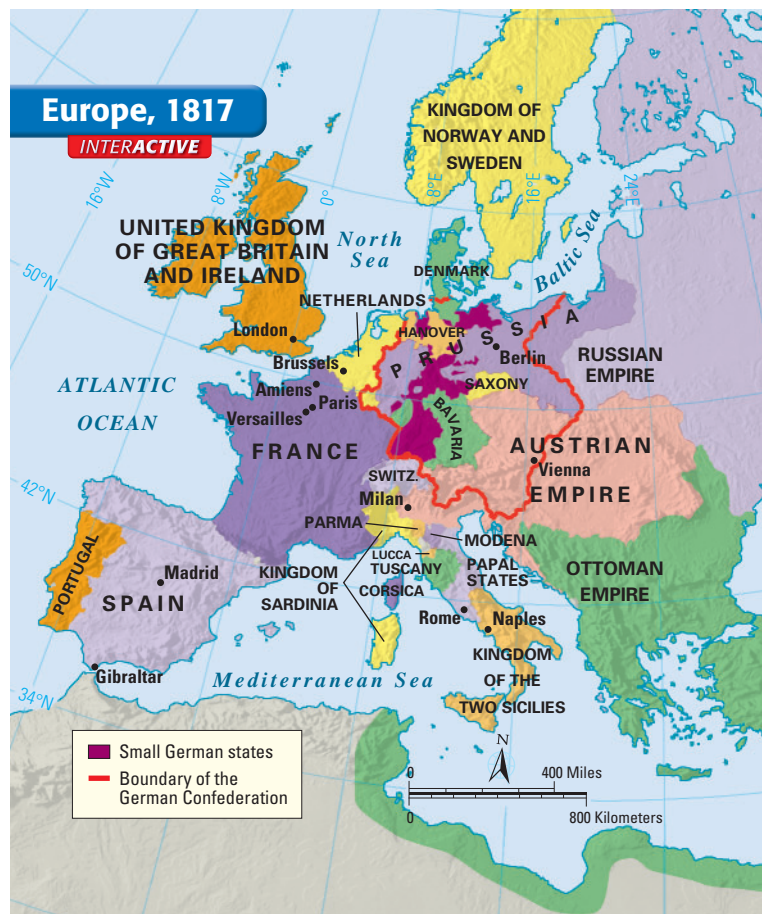 Europe, 1817
INTERACTIVE
KINGDOM OF
NORWAY AND
SWEDEN
16°W
8°W
0°
8°E
16°E
24°E
UNITED KINGDOM
OF GREAT BRITAIN
AND IRELAND
North
Sea
Baltic Sea
DENMARK
50°N
NETHERLANDS
HANOVER
PRUSSIA
London
Berlin
Brussels
RUSSIAN
EMPIRE
ATLANTIC
OCEAN
Amiens
Paris
Versailles
SAXONY
BAVARIA
FRANCE
AUSTRIAN
EMPIRE
Vienna
SWITZ.
42°N
Milan
PARMA
MODENA
PORTUGAL
Madrid
SPAIN
KINGDOM
OF
SARDINIA
LUCCA
TUSCANY
CORSICA
PAPAL
STATES
OTTOMAN
EMPIRE
Rome
Naples
KINGDOM
OF THE
TWO SICILIES
Gibraltar
Mediterranean Sea
34°N
Small German states
Boundary of the
German Confederation
N
0
400 Miles
0
800 Kilometers